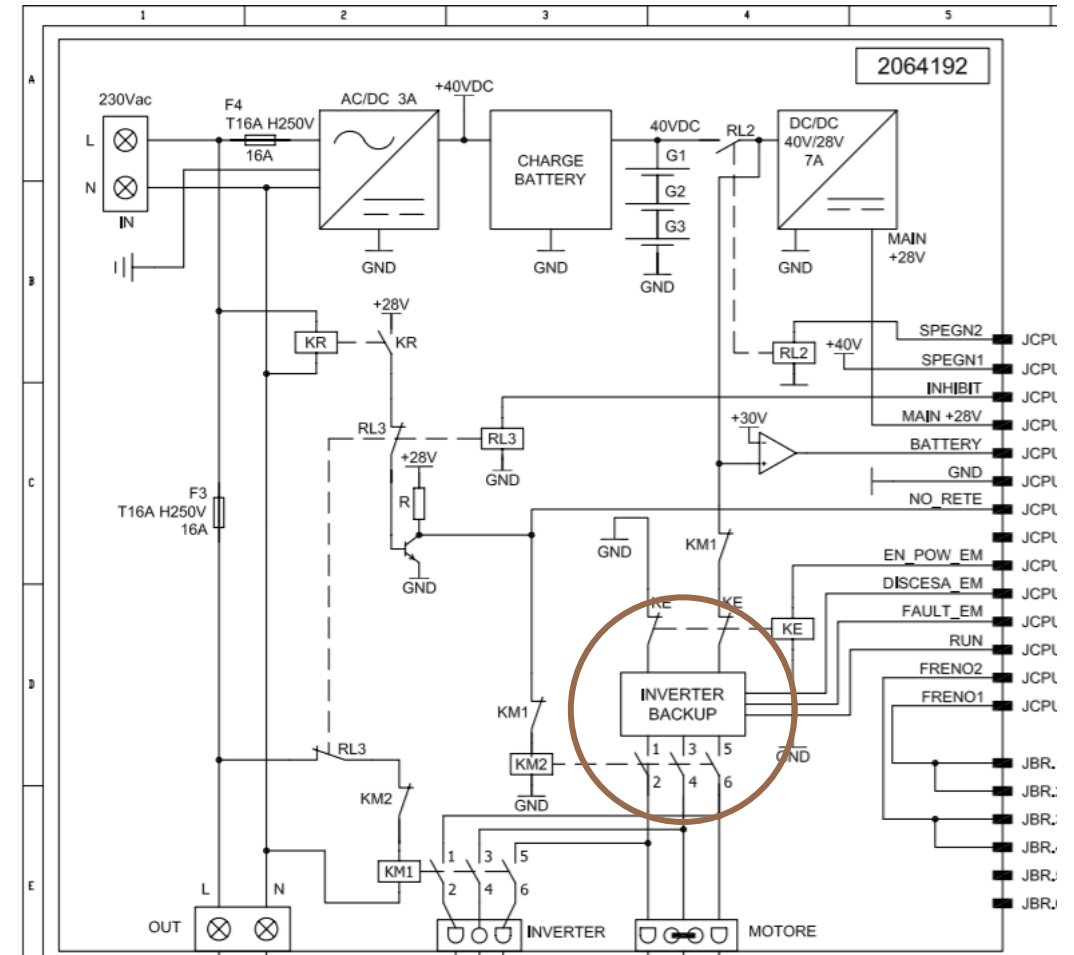 1 2 3 4 5
A
B
C
D
E
2064192
230Vac
L
N
IN
F4
T16A H250V
16A
AC/DC 3A
+40VDC
GND
CHARGE
BATTERY
GND
40VDC
G1
G2
G3
GND
RL2
DC/DC
40V/28V
7A
GND
MAIN
+28V
+28V
KR
KR
RL2
+40V
SPEGN2 JCPU
SPEGN1 JCPU
INHIBIT JCPU
MAIN +28V JCPU
BATTERY JCPU
GND JCPU
NO_RETE JCPU
JCPU
EN_POW_EM JCPU
DISCESA_EM JCPU
FAULT_EM JCPU
RUN JCPU
FRENO2 JCPU
FRENO1 JCPU
JBR.
JBR.
JBR.
JBR.
JBR.
JBR.
RL3
RL3
GND
+30V
- +
+28V
R
GND
F3
T16A H250V
16A
GND
KM1
KE
KE
KE
GND
INVERTER
BACKUP
KM1
KM2
GND
1 3 5
2 4 6
RL3
KM2
KM1
1 3 5
2 4 6
L
N
OUT
INVERTER
MOTORE